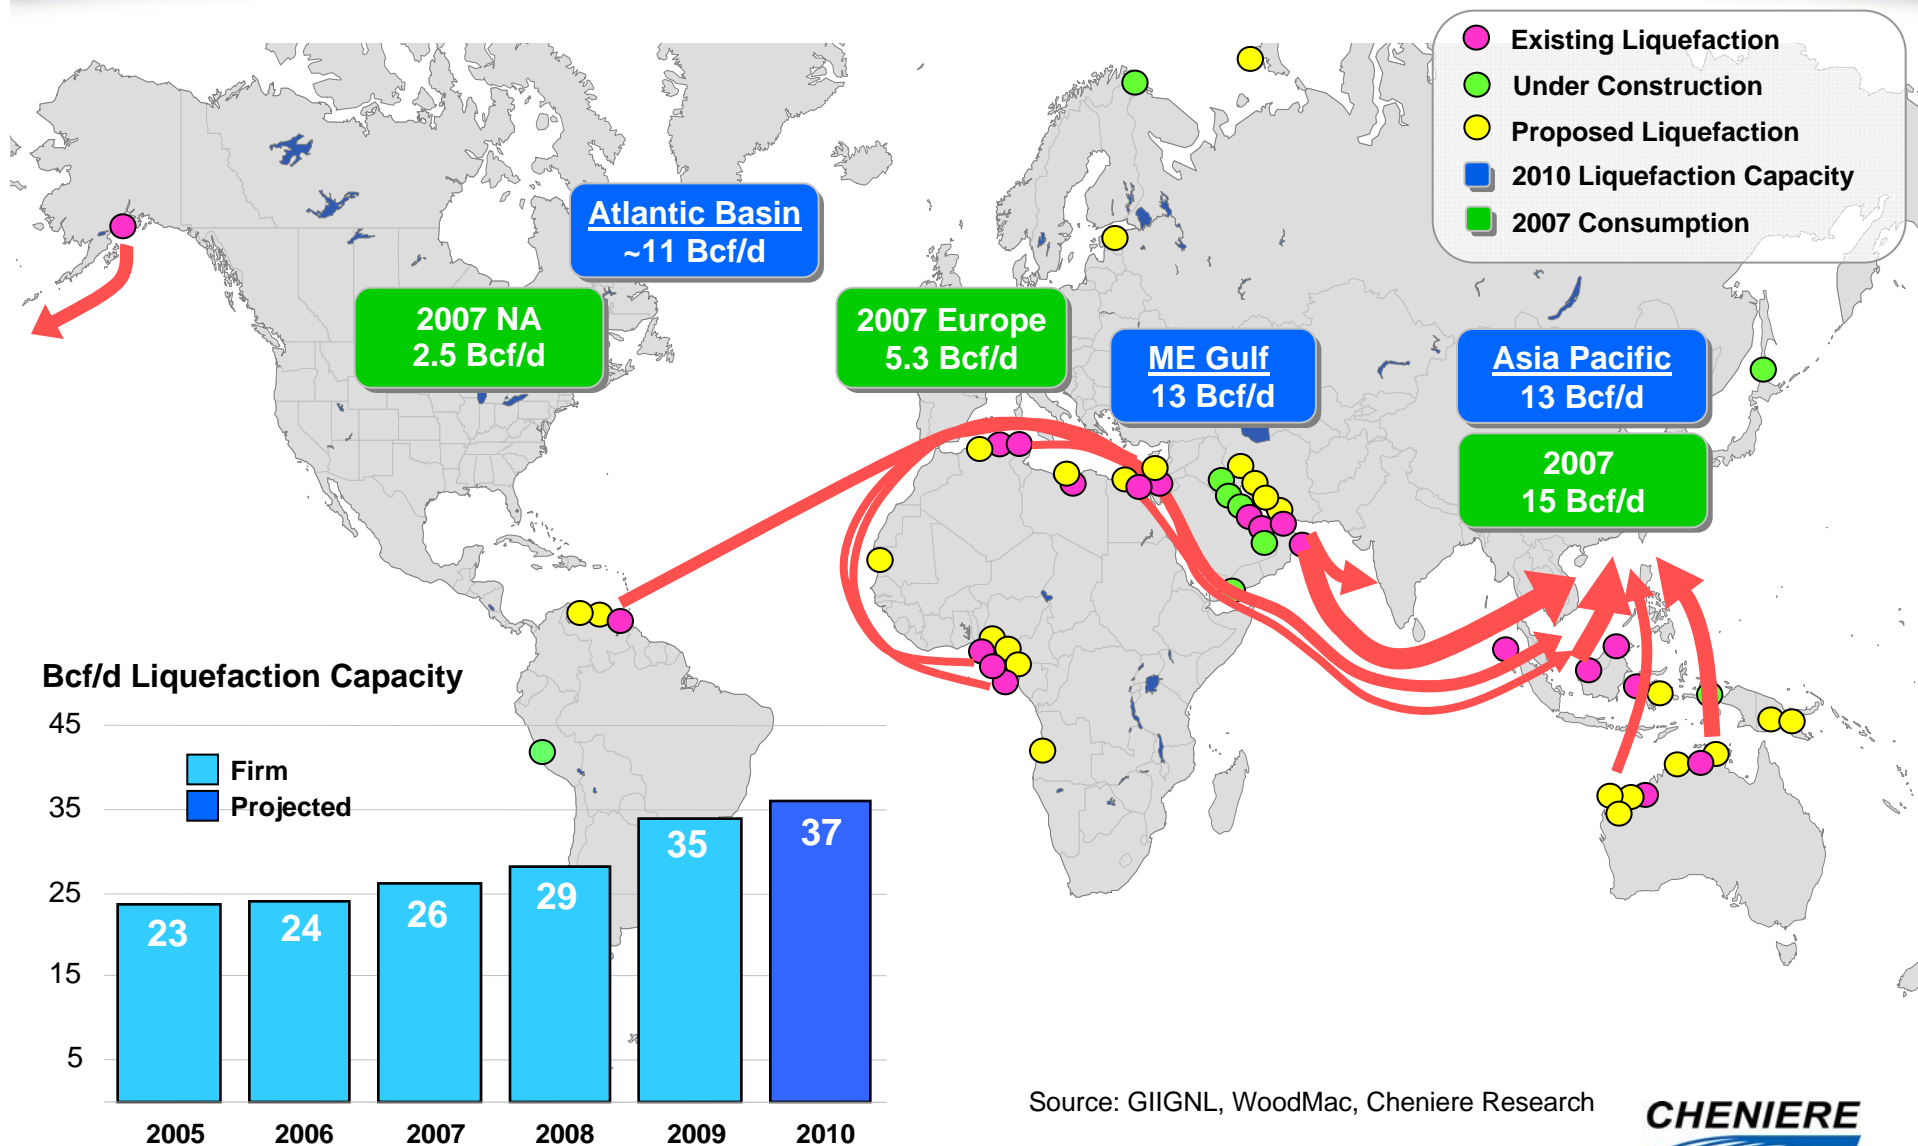 Existing Liquefaction
Under Construction
Proposed Liquefaction
2010 Liquefaction Capacity
2007 Consumption
Atlantic Basin
~11 Bcf/d
2007 NA
2.5 Bcf/d
2007 Europe
5.3 Bcf/d
ME Gulf
13 Bcf/d
Asia Pacific
13 Bcf/d
2007
15 Bcf/d
Bcf/d Liquefaction Capacity
45
35
25
15
5
Firm
Projected
23
24
26
29
35
37
2005
2006
2007
2008
2009
2010
Source: GIIGNL, WoodMac, Cheniere Research
CHENIERE